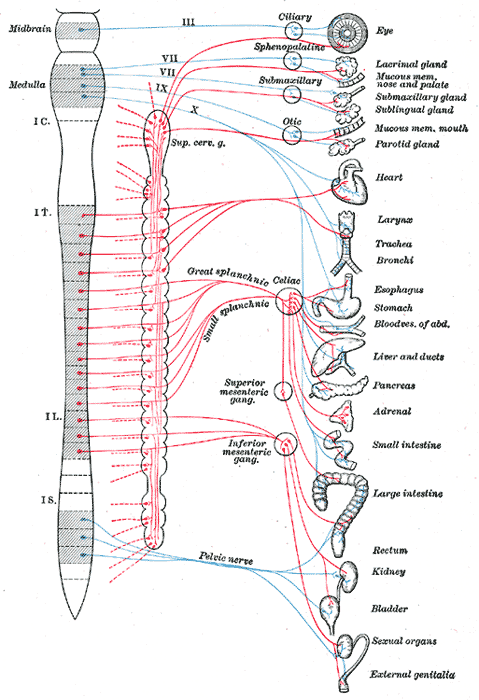 Midbrain
III
Ciliary
Eye
Sphenopalatine
VII
Lacrimal gland
VII
Mucous mem.
nose and palate
Medulla
Submaxillary
IX
Submaxillary gland
X
Sublingual gland
I C.
Otic
Mucous mem. mouth
Sup. cerv. g.
Parotid gland
Heart
I T.
Larynx
Trachea
Bronchi
Great splanchnic
Celiac
Esophagus
Small splanchnic
Stomach
Bloodves. of abd.
Liver and ducts
Superior
mesenteric
gang.
Pancreas
Adrenal
I L.
Inferior
mesenteric
gang.
Small intestine
Large intestine
I S.
Rectum
Pelvic nerve
Kidney
Bladder
Sexual organs
External genitalia